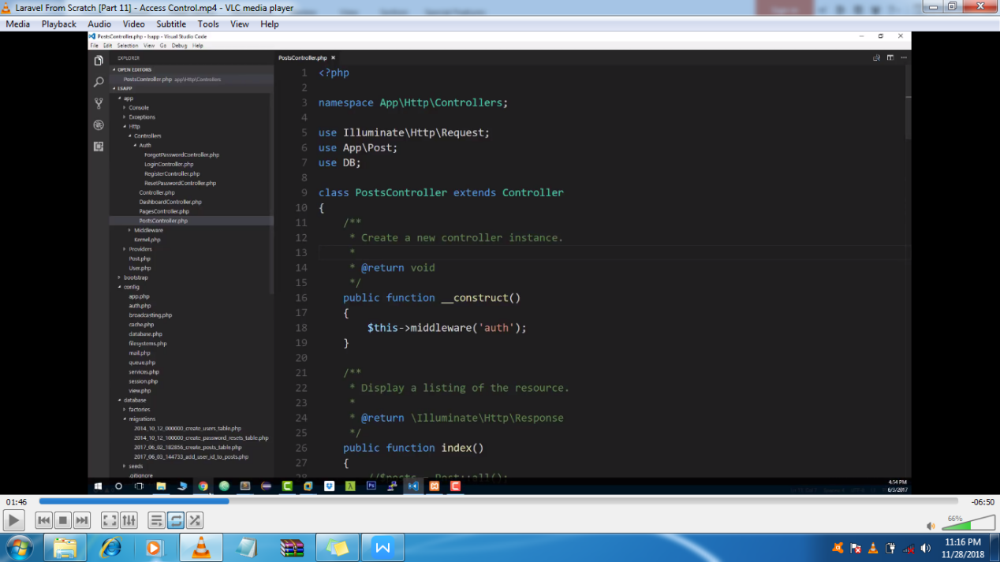 Laravel From Scratch [Part 11] - Access Control.mp4 - VLC media player
Media Playback Audio Video Subtitle Tools View Help
PostsController.php - lsapp - Visual Studio Code
File Edit Selection View Go Debug Help
EXPLORER
OPEN EDITORS
PostsController.php app\Http\Controllers
LSAPP
app
Console
Exceptions
Http
Controllers
Auth
ForgotPasswordController.php
LoginController.php
RegisterController.php
ResetPasswordController.php
Controller.php
DashboardController.php
PagesController.php
PostsController.php
Middleware
Kernel.php
Providers
Post.php
User.php
bootstrap
config
app.php
auth.php
broadcasting.php
cache.php
database.php
filesystems.php
mail.php
queue.php
services.php
session.php
view.php
database
factories
migrations
2014_10_12_000000_create_users_table.php
2014_10_12_100000_create_password_resets_table.php
2017_06_02_182856_create_posts_table.php
2017_06_03_144733_add_user_id_to_posts.php
seeds
.gitignore
PostsController.php
1 <?php
2
3 namespace App\Http\Controllers;
4
5 use Illuminate\Http\Request;
6 use App\Post;
7 use DB;
8
9 class PostsController extends Controller
10 {
11 /**
12 * Create a new controller instance.
13 *
14 * @return void
15 */
16 public function __construct()
17 {
18 $this->middleware('auth');
19 }
20
21 /**
22 * Display a listing of the resource.
23 *
24 * @return \Illuminate\Http\Response
25 */
26 public function index()
27 {
28 //$posts = Post::all();
4:54 PM
6/3/2017
01:46
-06:50
66%
11:16 PM
11/28/2018